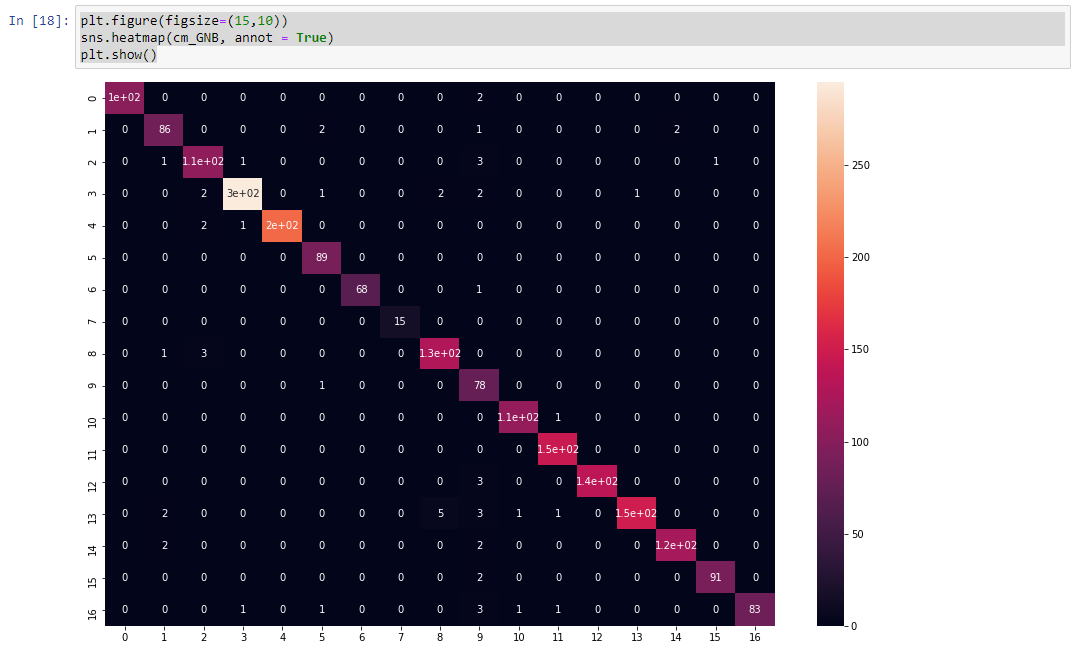 In [18]: plt.figure(figsize=(15,10))
sns.heatmap(cm_GNB, annot = True)
plt.show()
0 1e+02 0 0 0 0 0 0 0 0 2 0 0 0 0 0 0 0
1 0 86 0 0 0 2 0 0 0 1 0 0 0 0 2 0 0
2 0 1 1.1e+02 1 0 0 0 0 0 3 0 0 0 0 0 1 0
250
3 0 0 2 3e+02 0 1 0 0 2 2 0 0 0 1 0 0 0
4 0 0 2 1 2e+02 0 0 0 0 0 0 0 0 0 0 0 0
200
5 0 0 0 0 0 89 0 0 0 0 0 0 0 0 0 0 0
6 0 0 0 0 0 0 68 0 0 1 0 0 0 0 0 0 0
7 0 0 0 0 0 0 0 15 0 0 0 0 0 0 0 0 0
150
8 0 1 3 0 0 0 0 0 1.3e+02 0 0 0 0 0 0 0 0
9 0 0 0 0 0 1 0 0 0 78 0 0 0 0 0 0 0
10 0 0 0 0 0 0 0 0 0 0 1.1e+02 1 0 0 0 0 0
100
11 0 0 0 0 0 0 0 0 0 0 0 1.5e+02 0 0 0 0 0
12 0 0 0 0 0 0 0 0 0 3 0 0 1.4e+02 0 0 0 0
13 0 2 0 0 0 0 0 0 5 3 1 1 0 1.5e+02 0 0 0
50
14 0 2 0 0 0 0 0 0 0 2 0 0 0 0 1.2e+02 0 0
15 0 0 0 0 0 0 0 0 0 2 0 0 0 0 0 91 0
16 0 0 0 1 0 1 0 0 0 3 1 1 0 0 0 0 83
0
0 1 2 3 4 5 6 7 8 9 10 11 12 13 14 15 16